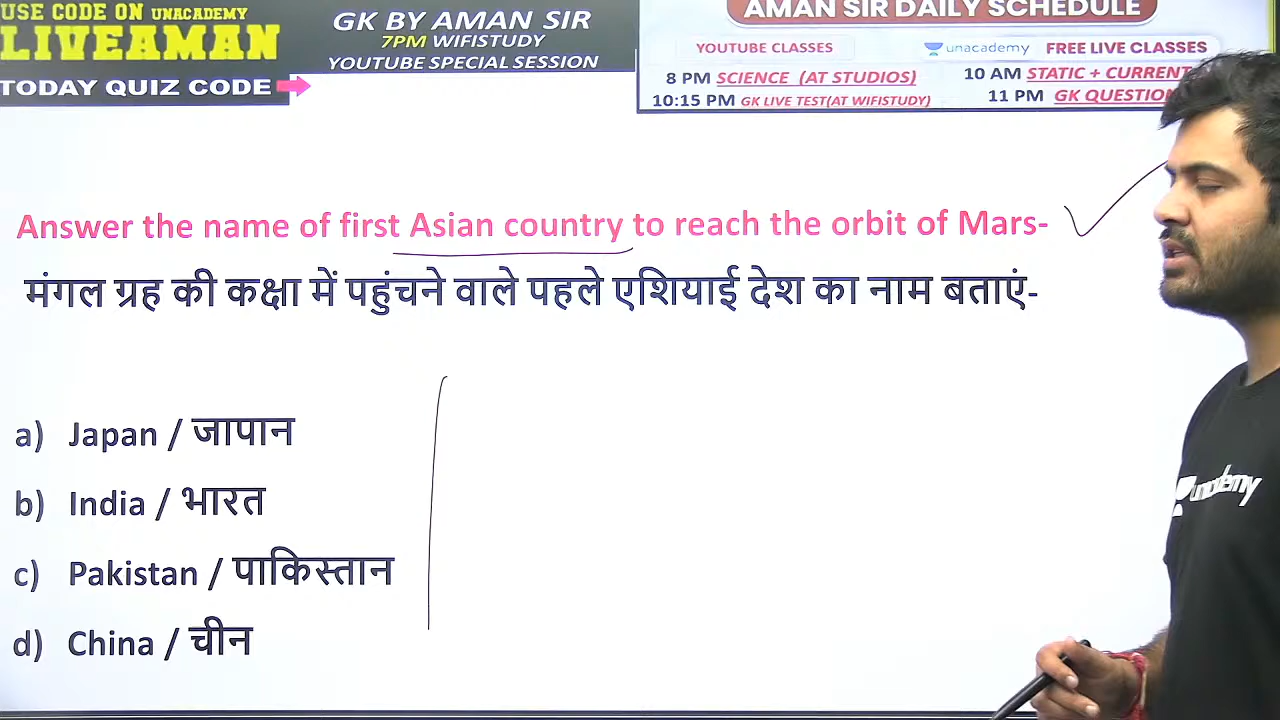 USE CODE ON UNACADEMY
LIVEAMAN
TODAY QUIZ CODE
GK BY AMAN SIR
7PM WIFISTUDY
YOUTUBE SPECIAL SESSION
AMAN SIR DAILY SCHEDULE
YOUTUBE CLASSES
unacademy FREE LIVE CLASSES
8 PM SCIENCE (AT STUDIOS)
10 AM STATIC + CURRENT
10:15 PM GK LIVE TEST(AT WIFISTUDY)
11 PM GK QUESTION
Answer the name of first Asian country to reach the orbit of Mars-
मंगल ग्रह की कक्षा में पहुंचने वाले पहले एशियाई देश का नाम बताएं-
a) Japan / जापान
b) India / भारत
c) Pakistan / पाकिस्तान
d) China / चीन
unademy